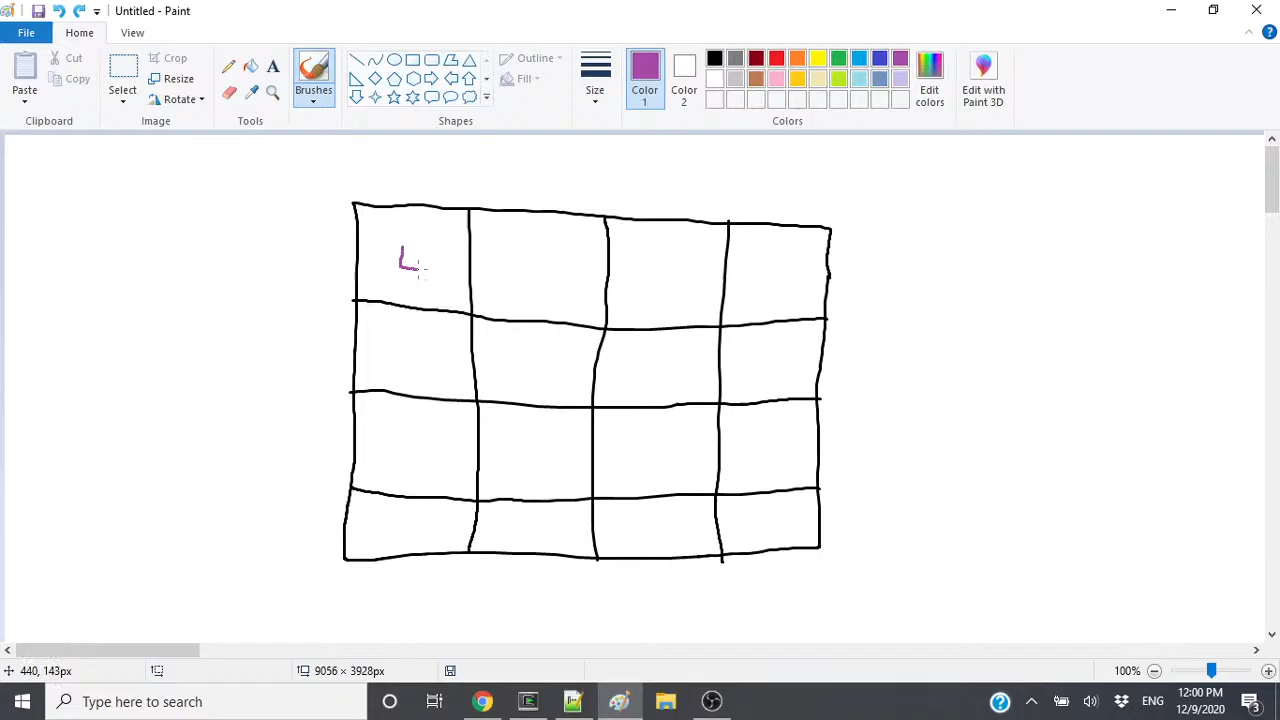 Untitled - Paint
File
Home
View
Paste
Cut
Copy
Clipboard
Select
Crop
Resize
Rotate
Image
A
Tools
Brushes
Outline
Fill
Shapes
Size
Color 1
Color 2
Edit colors
Colors
Edit with Paint 3D
440, 143px
9056 × 3928px
100%
Type here to search
ENG
12:00 PM
12/9/2020
3